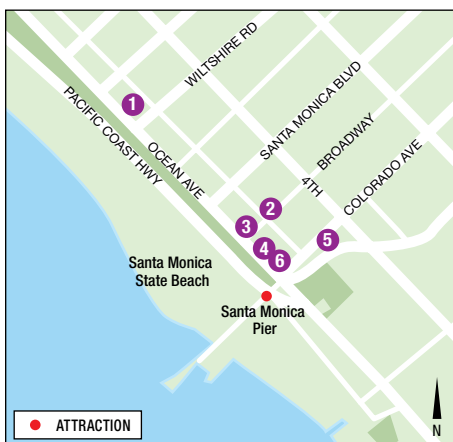 WILTSHIRE RD
1
SANTA MONICA BLVD
PACIFIC COAST HWY
OCEAN AVE
BROADWAY
4TH
COLORADO AVE
2
3
5
4
6
Santa Monica
State Beach
Santa Monica
Pier
ATTRACTION
N